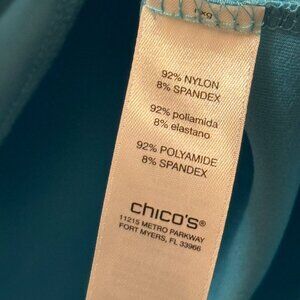 92% NYLON
8% SPANDEX
92% poliamida
8% elastano
92% POLYAMIDE
8% SPANDEX
chico's®
11215 METRO PARKWAY
FORT MYERS, FL 33966